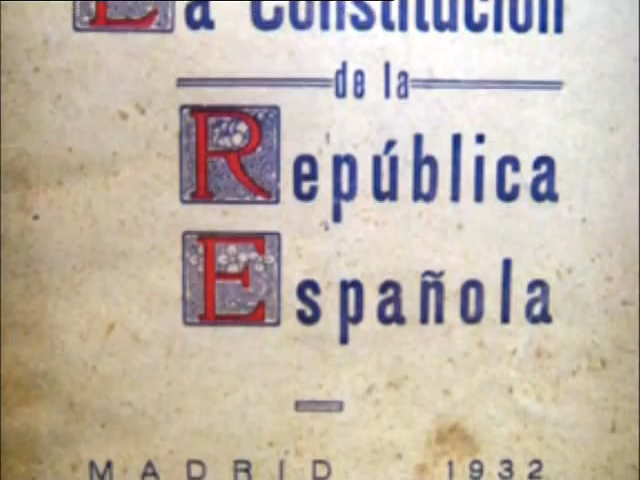 La Constitución
de la
República
Española
MADRID 1932